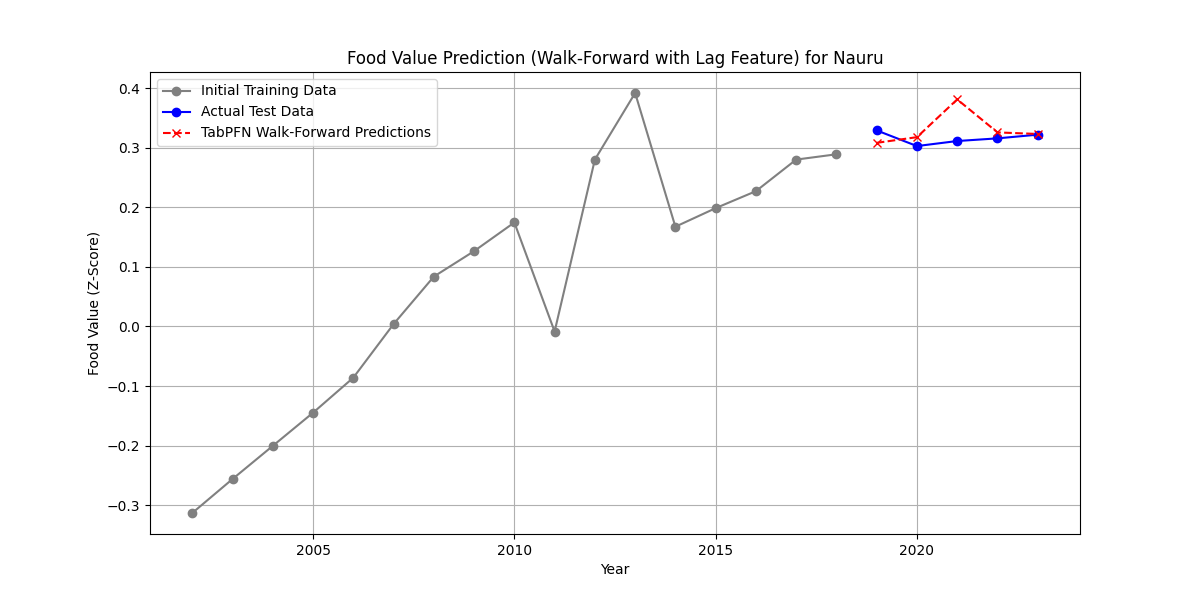 Food Value Prediction (Walk-Forward with Lag Feature) for Nauru
Initial Training Data
Actual Test Data
TabPFN Walk-Forward Predictions
0.4
0.3
0.2
0.1
0.0
−0.1
−0.2
−0.3
Food Value (Z-Score)
2005 2010 2015 2020
Year